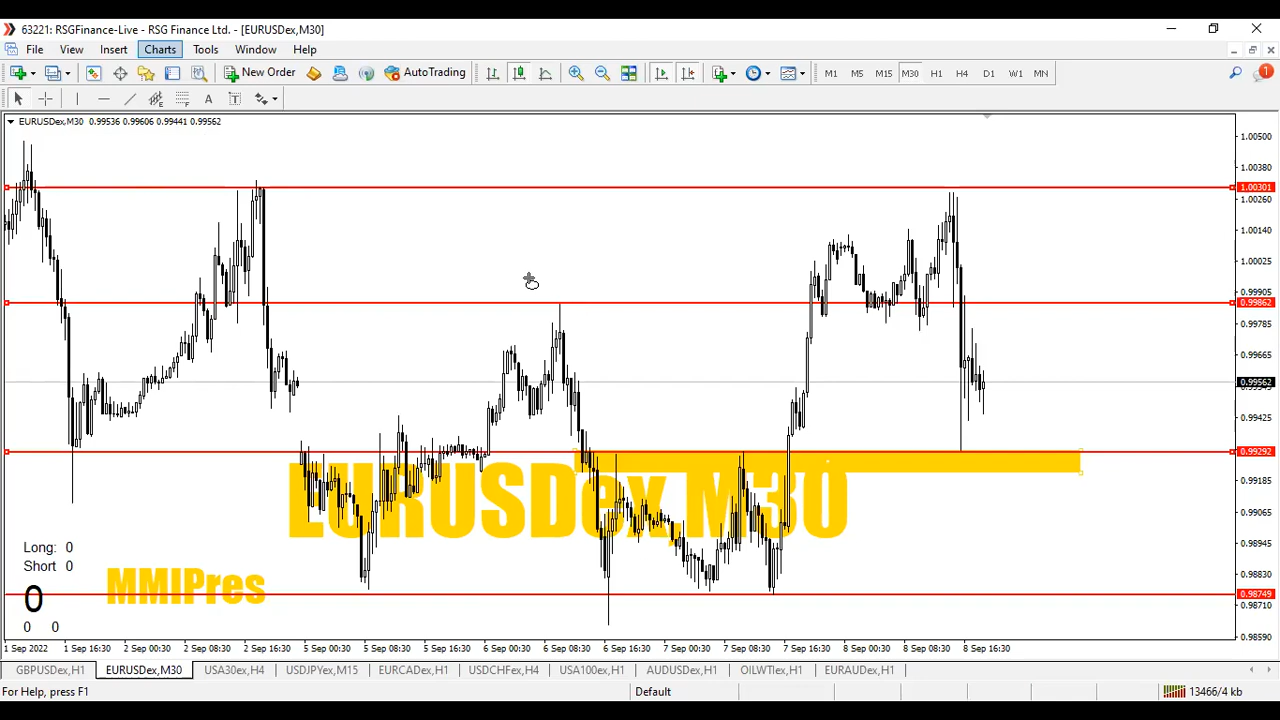 63221: RSGFinance-Live - RSG Finance Ltd. - [EURUSDex,M30]
File View Insert Charts Tools Window Help
New Order AutoTrading M1 M5 M15 M30 H1 H4 D1 W1 MN 1
A T
EURUSDex,M30 0.99536 0.99606 0.99441 0.99562
1.00500
1.00380
1.00301
1.00260
1.00140
1.00025
0.99905
0.99862
0.99785
0.99665
0.99562
0.99425
0.99292
0.99185
0.99065
0.98945
0.98830
0.98749
0.98710
0.98590
EURUSDex,M30
Long: 0
Short 0
0
0 0
MMIPres
1 Sep 2022 1 Sep 16:30 2 Sep 00:30 2 Sep 08:30 2 Sep 16:30 5 Sep 00:30 5 Sep 08:30 5 Sep 16:30 6 Sep 00:30 6 Sep 08:30 6 Sep 16:30 7 Sep 00:30 7 Sep 08:30 7 Sep 16:30 8 Sep 00:30 8 Sep 08:30 8 Sep 16:30
GBPUSDex,H1 EURUSDex,M30 USA30ex,H4 USDJPYex,M15 EURCADex,H1 USDCHFex,H4 USA100ex,H1 AUDUSDex,H1 OILWTIex,H1 EURAUDex,H1
For Help, press F1 Default 13466/4 kb